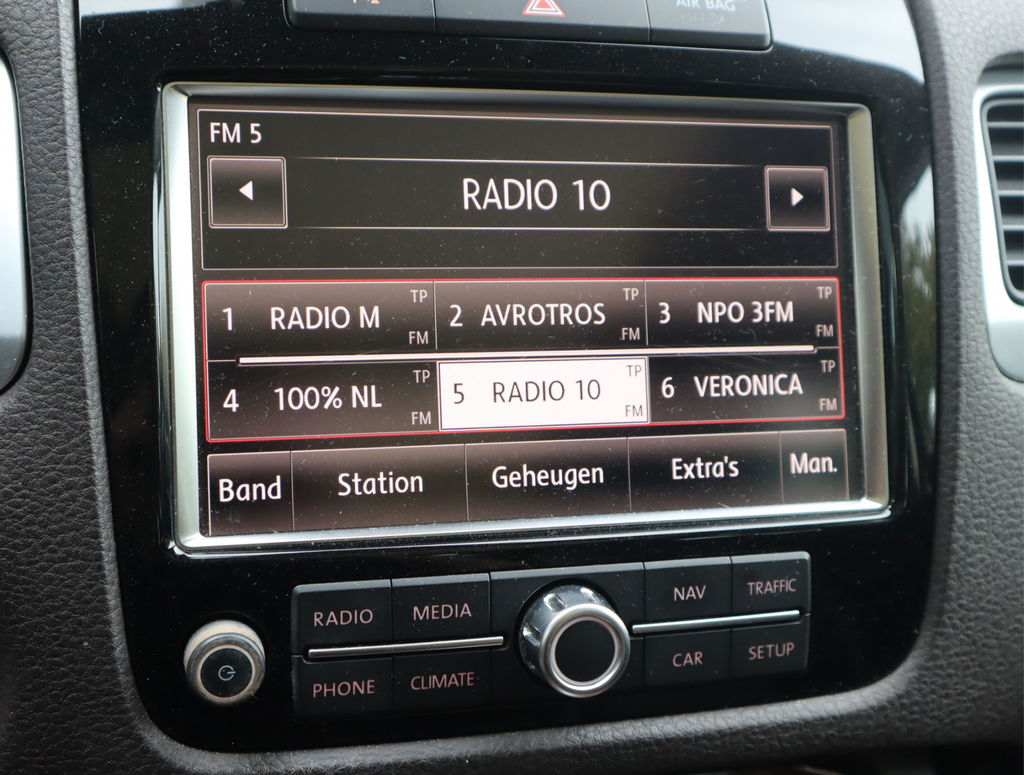 AIR BAG
OFF
FM 5
RADIO 10
1 RADIO M TP FM
2 AVROTROS TP FM
3 NPO 3FM TP FM
4 100% NL TP FM
5 RADIO 10 TP FM
6 VERONICA TP FM
Band Station Geheugen Extra's Man.
RADIO MEDIA NAV TRAFFIC
PHONE CLIMATE CAR SETUP